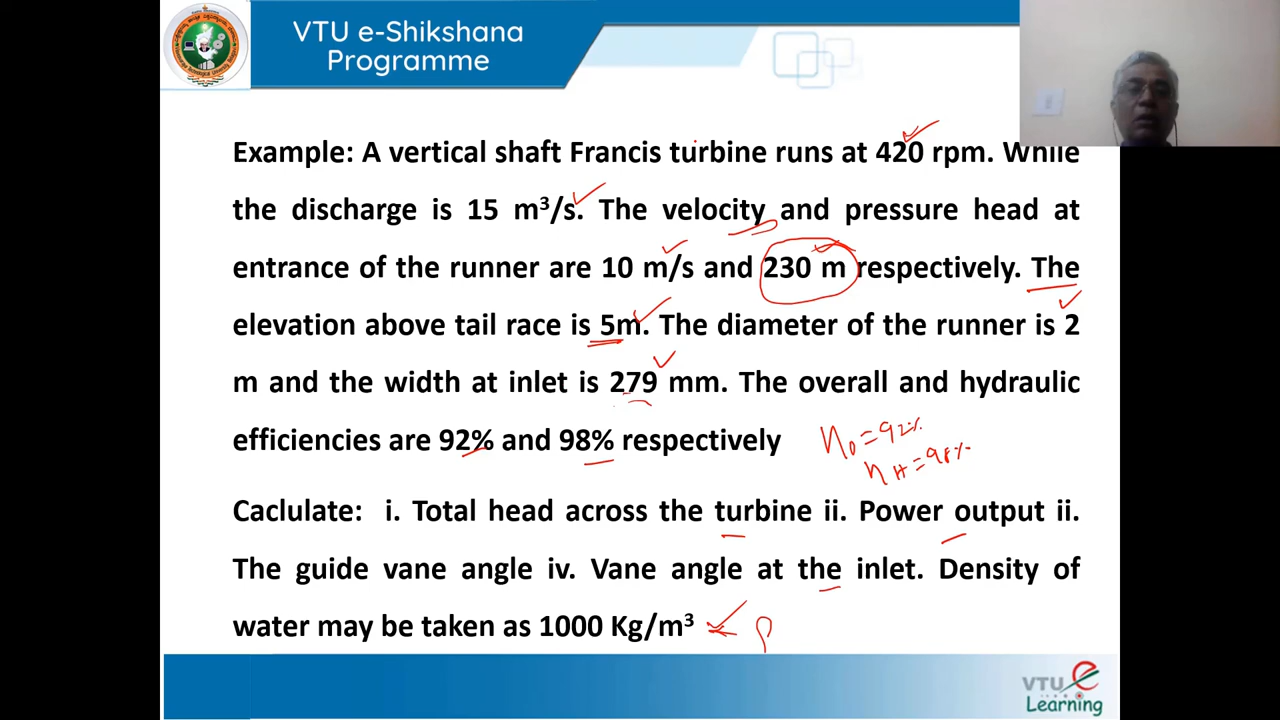 VTU e-Shikshana
Programme
Example: A vertical shaft Francis turbine runs at 420 rpm. While
the discharge is 15 m³/s. The velocity and pressure head at
entrance of the runner are 10 m/s and 230 m respectively. The
elevation above tail race is 5m. The diameter of the runner is 2
m and the width at inlet is 279 mm. The overall and hydraulic
efficiencies are 92% and 98% respectively
η₀ = 92%
η_H = 98%
Caclulate: i. Total head across the turbine ii. Power output ii.
The guide vane angle iv. Vane angle at the inlet. Density of
water may be taken as 1000 Kg/m³
ρ
VTU e
Learning